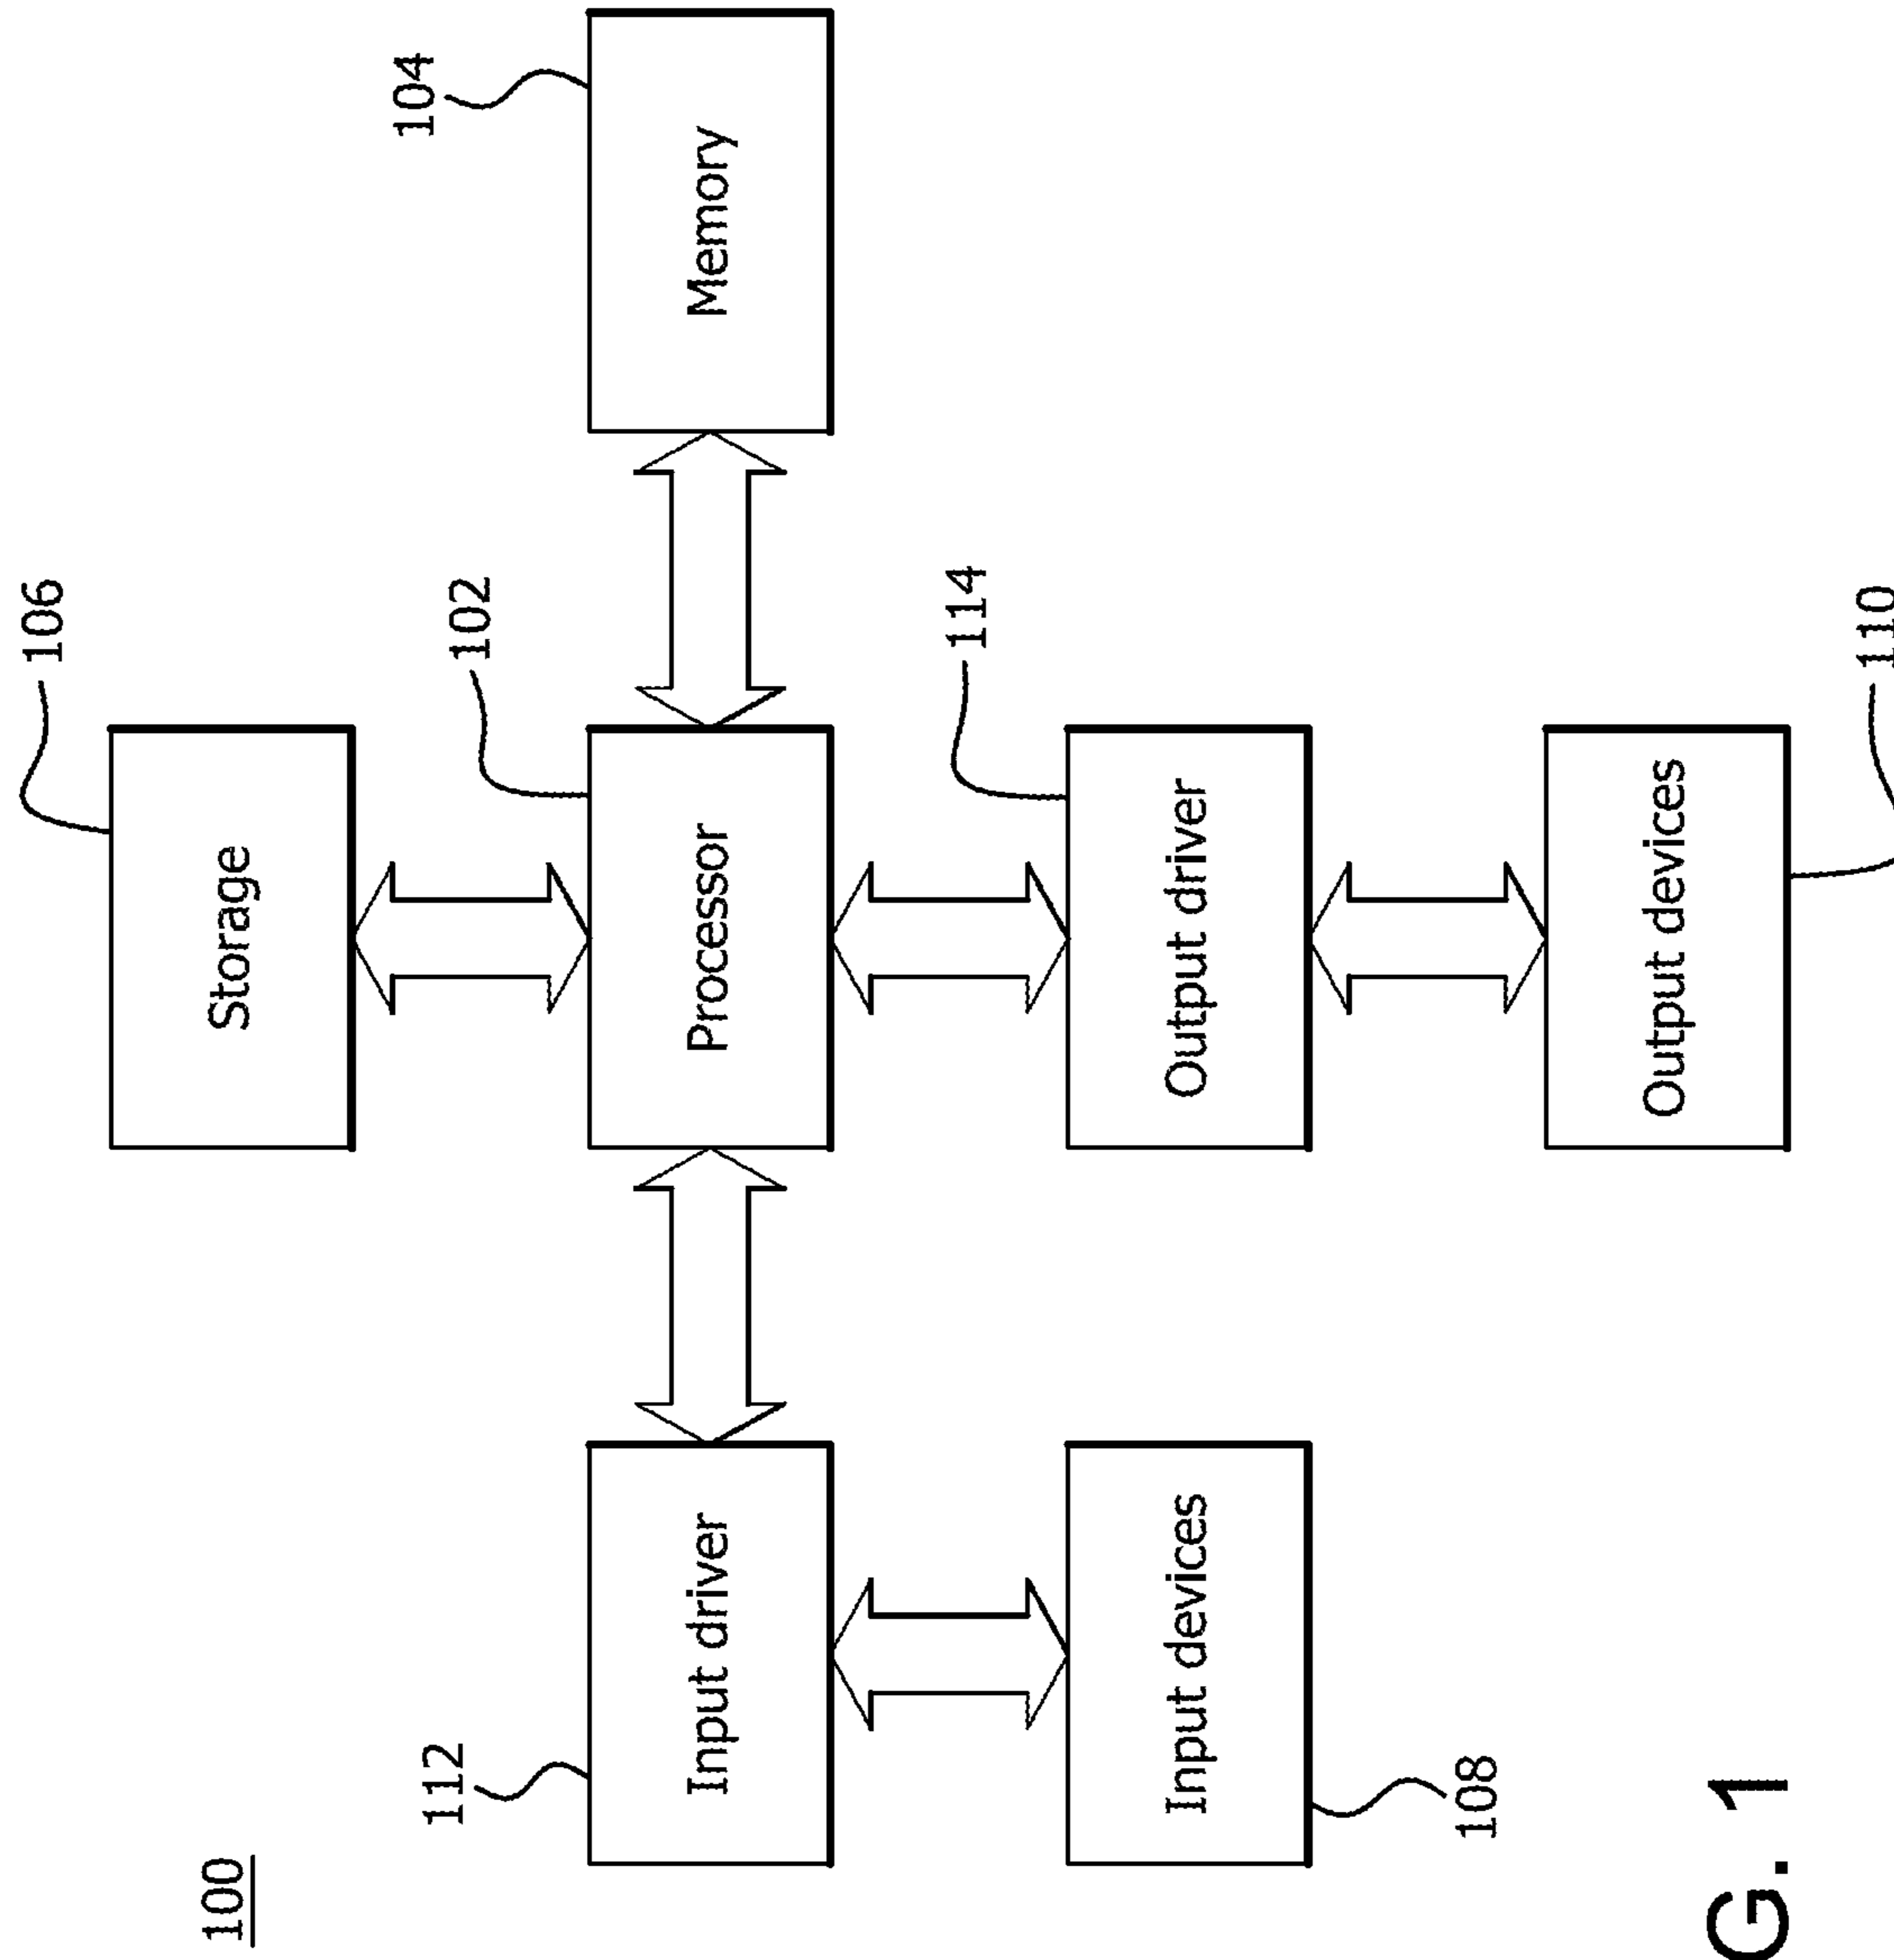 100
106
Storage
112
102
104
Input driver
Processor
Memory
114
Input devices
Output driver
108
Output devices
110
G. 1